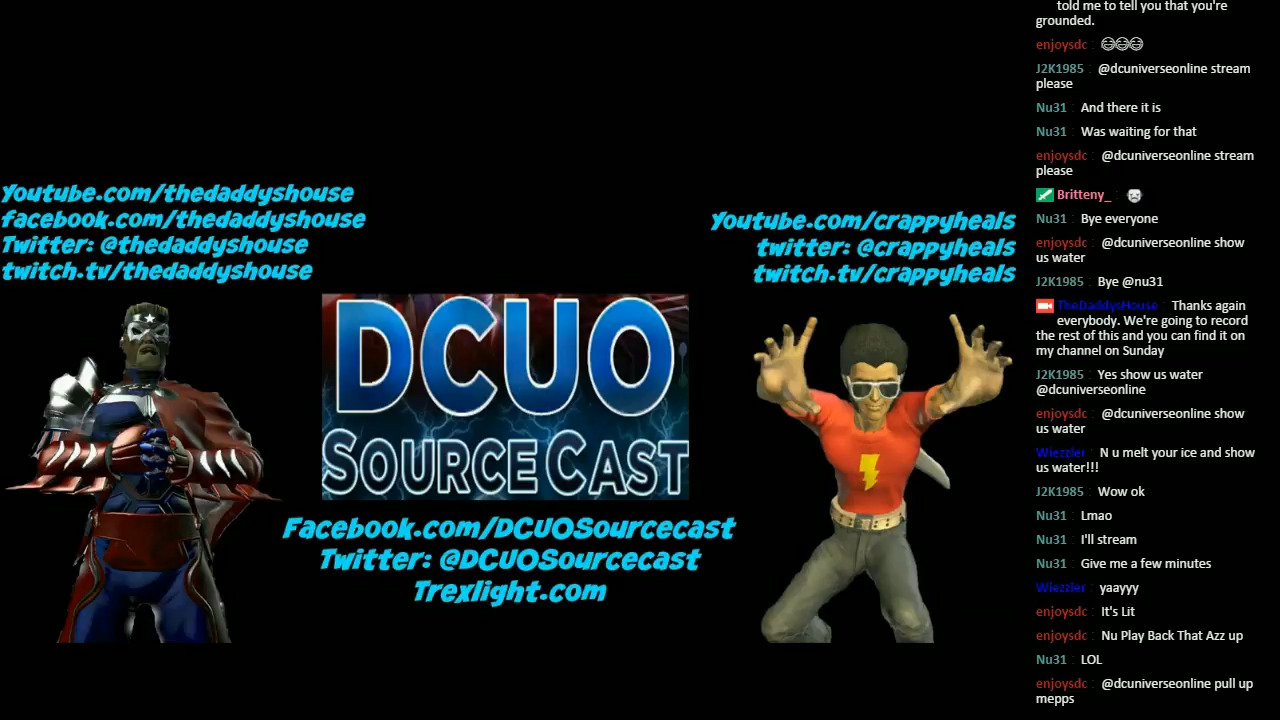 Youtube.com/thedaddyshouse
facebook.com/thedaddyshouse
Twitter: @thedaddyshouse
twitch.tv/thedaddyshouse
Youtube.com/crappyheals
twitter: @crappyheals
twitch.tv/crappyheals
DCUO
SOURCE CAST
Facebook.com/DCUOSourcecast
Twitter: @DCUOSourcecast
Trexlight.com
told me to tell you that you're
grounded.
enjoysdc :
J2K1985 : @dcuniverseonline stream
please
Nu31 : And there it is
Nu31 : Was waiting for that
enjoysdc : @dcuniverseonline stream
please
Britteny_ :
Nu31 : Bye everyone
enjoysdc : @dcuniverseonline show
us water
J2K1985 : Bye @nu31
TheDaddysHouse : Thanks again
everybody. We're going to record
the rest of this and you can find it on
my channel on Sunday
J2K1985 : Yes show us water
@dcuniverseonline
enjoysdc : @dcuniverseonline show
us water
Wiezzler : N u melt your ice and show
us water!!!
J2K1985 : Wow ok
Nu31 : Lmao
Nu31 : I'll stream
Nu31 : Give me a few minutes
Wiezzler : yaayyy
enjoysdc : It's Lit
enjoysdc : Nu Play Back That Azz up
Nu31 : LOL
enjoysdc : @dcuniverseonline pull up
mepps